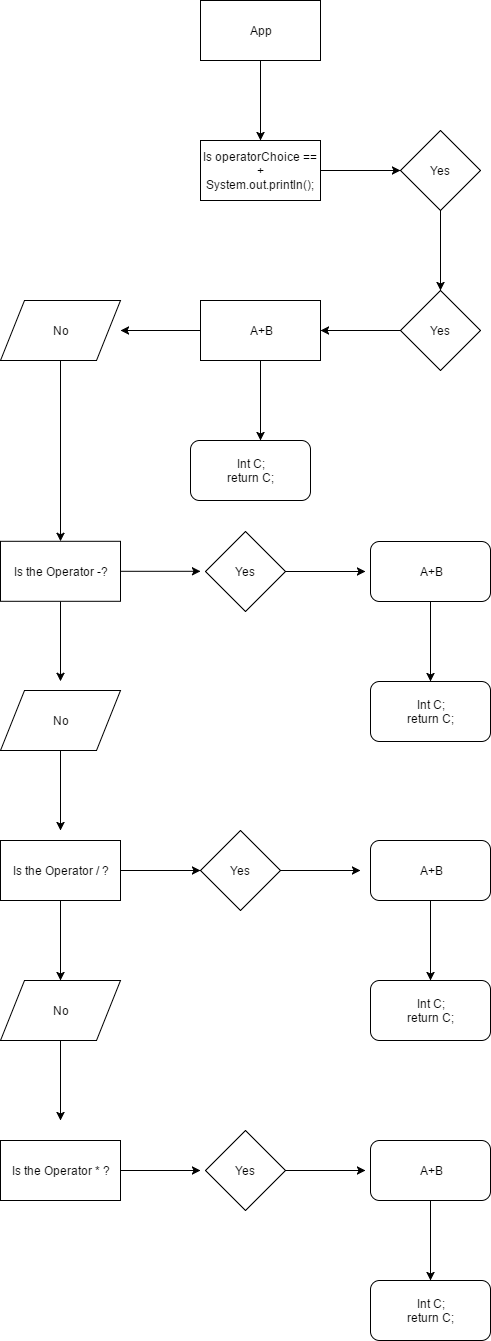 App
Is operatorChoice ==
+
System.out.println();
Yes
No
A+B
Yes
Int C;
return C;
Is the Operator -?
Yes
A+B
No
Int C;
return C;
Is the Operator / ?
Yes
A+B
No
Int C;
return C;
Is the Operator * ?
Yes
A+B
Int C;
return C;